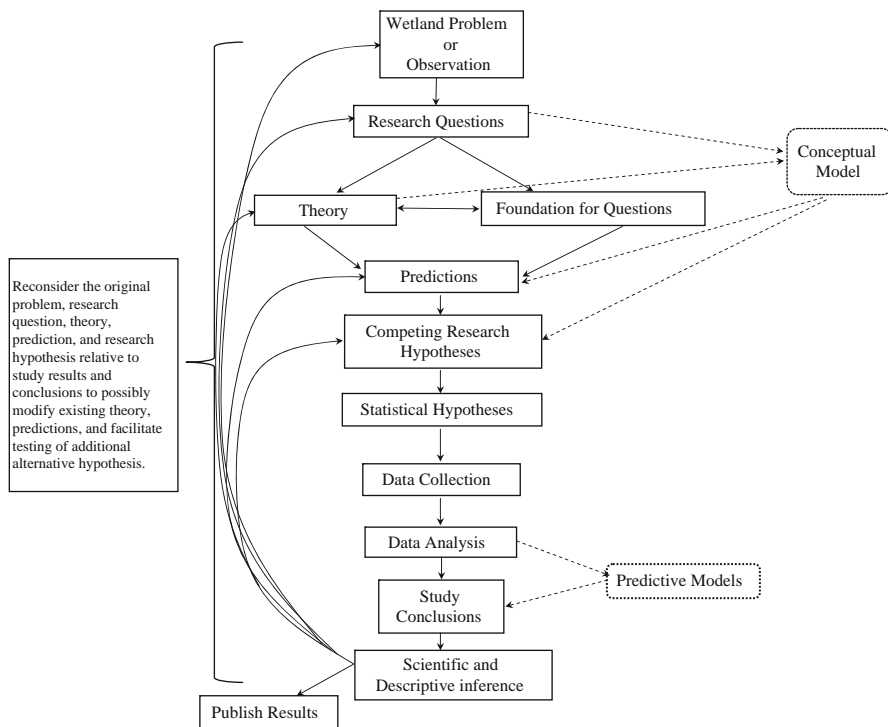 Wetland Problem
or
Observation
Research Questions
Conceptual
Model
Theory
Foundation for Questions
Predictions
Reconsider the original
problem, research
question, theory,
prediction, and research
hypothesis relative to
study results and
conclusions to possibly
modify existing theory,
predictions, and facilitate
testing of additional
alternative hypothesis.
Competing Research
Hypotheses
Statistical Hypotheses
Data Collection
Data Analysis
Predictive Models
Study
Conclusions
Scientific and
Descriptive inference
Publish Results